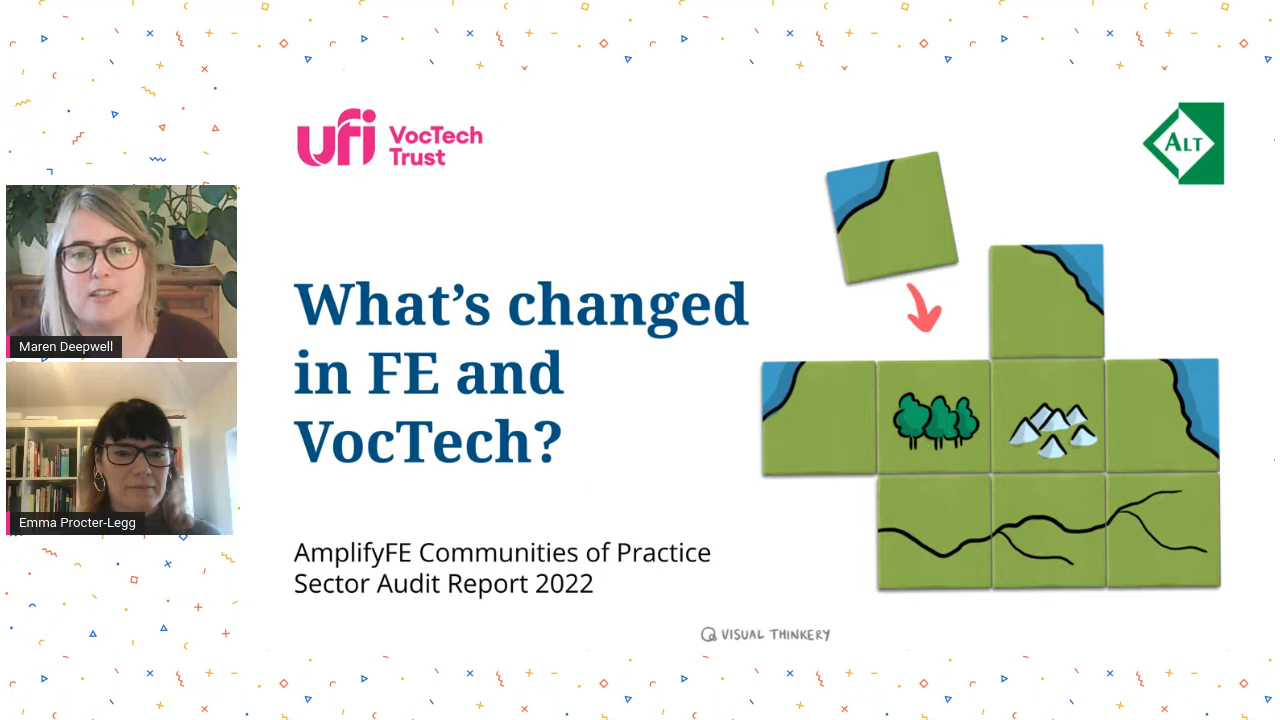 ufi VocTech
Trust
ALT
Maren Deepwell
Emma Procter-Legg
What's changed
in FE and
VocTech?
AmplifyFE Communities of Practice
Sector Audit Report 2022
VISUAL THINKERY